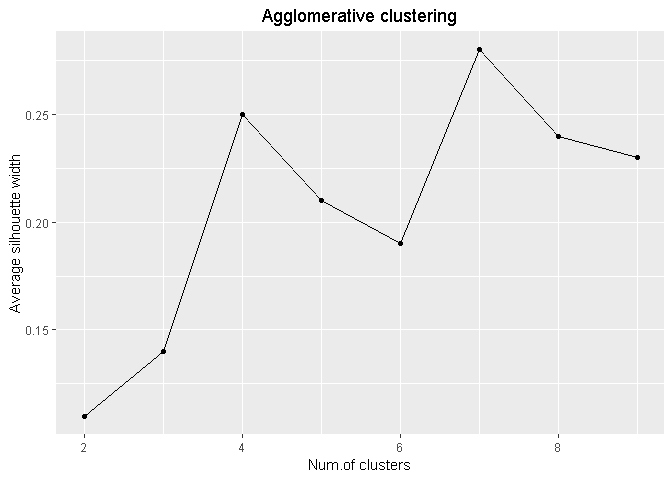 Agglomerative clustering
Average silhouette width
0.25
0.20
0.15
2 4 6 8
Num.of clusters